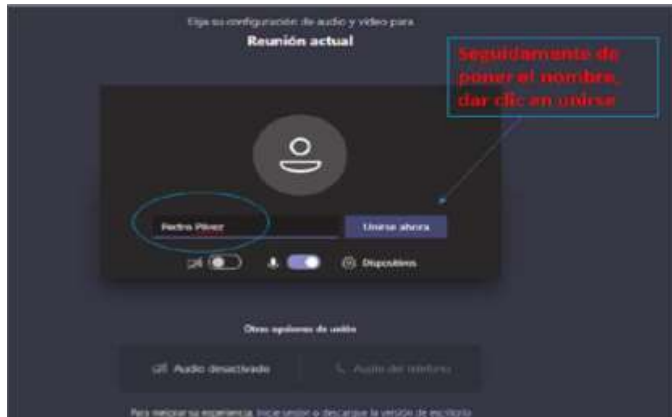 Elija su configuración de audio y vídeo para
Reunión actual
Seguidamente de
poner el nombre,
dar clic en unirse
Pedro Pérez
Unirse ahora
Dispositivos
Otras opciones de unión
Audio desactivado
Audio del teléfono
Para mejorar su experiencia, inicie sesión o descargue la versión de escritorio